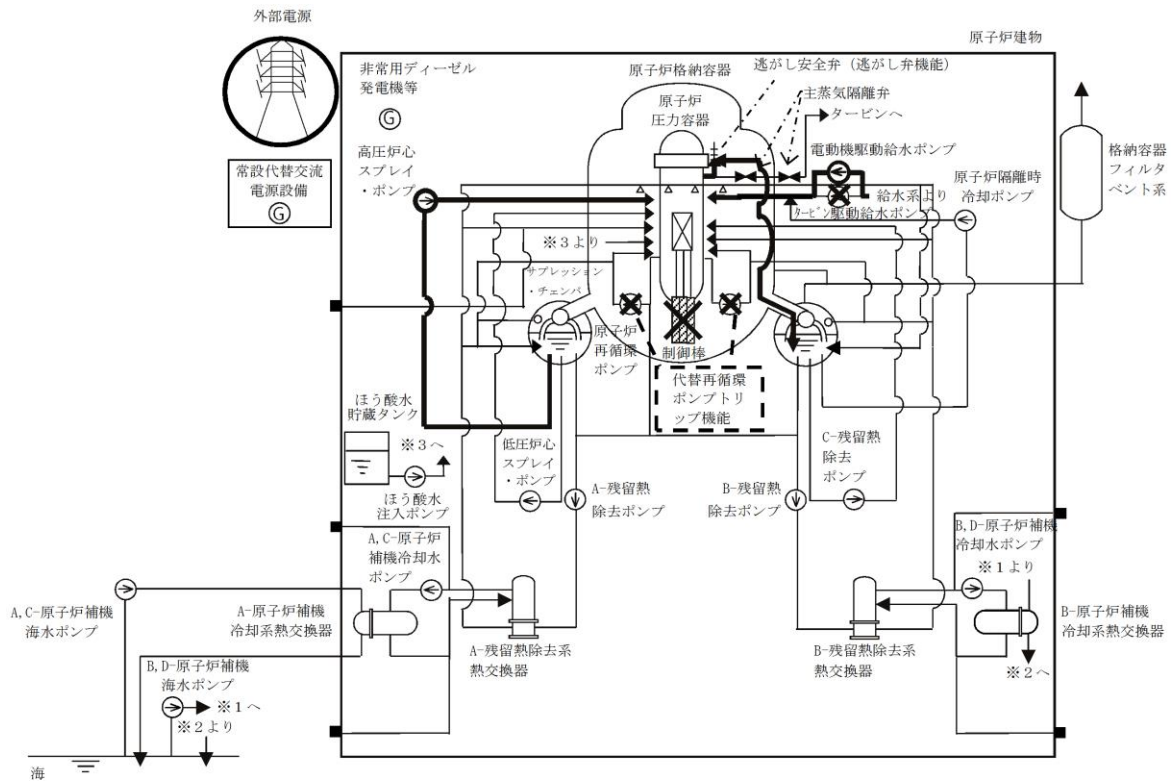 外部電源
原子炉建物
非常用ディーゼル
発電機等
G
原子炉格納容器
逃がし安全弁(逃がし弁機能)
主蒸気隔離弁
原子炉
圧力容器
タービンへ
高圧炉心
スプレイ
・ポンプ
電動機駆動給水ポンプ
原子炉隔離時
冷却ポンプ
格納容器
フィルタ
ベント系
常設代替交流
電源設備
G
給水系より
タービン駆動給水ポンプ
※3より
サプレッション
・チェンバ
原子炉
再循環
ポンプ
制御棒
代替再循環
ポンプトリ
ップ機能
ほう酸水
貯蔵タンク
※3へ
ほう酸水
注入ポンプ
低圧炉心
スプレイ
・ポンプ
A-残留熱
除去ポンプ
B-残留熱
除去ポンプ
C-残留熱
除去
ポンプ
A,C-原子炉
補機冷却水
ポンプ
B,D-原子炉補機
冷却水ポンプ
※1より
A,C-原子炉補機
海水ポンプ
A-原子炉補機
冷却系熱交換器
A-残留熱除去系
熱交換器
B-残留熱除去系
熱交換器
B-原子炉補機
冷却系熱交換器
※2へ
B,D-原子炉補機
海水ポンプ
※1へ
※2より
海